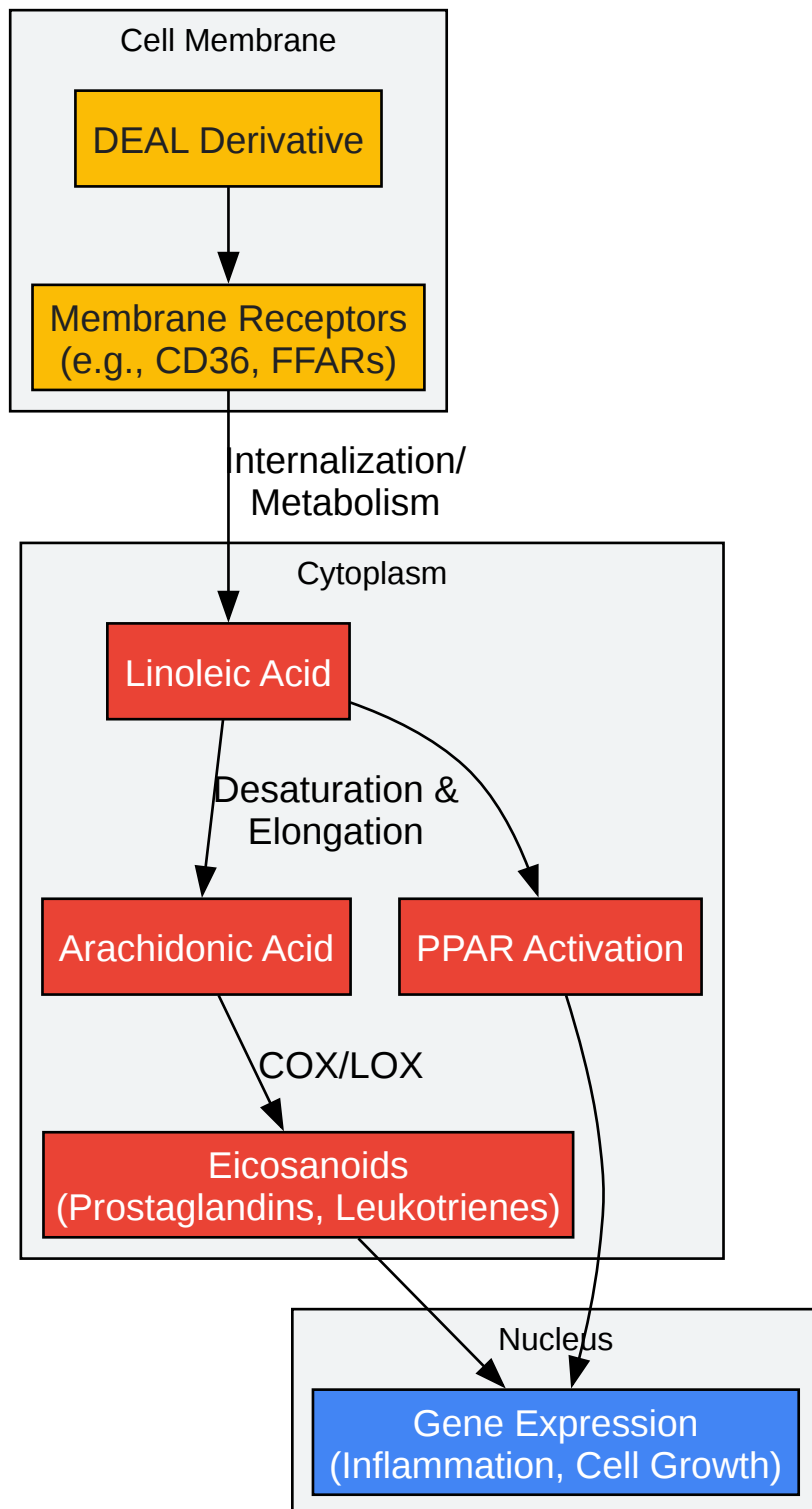 Cell Membrane
DEAL Derivative
Membrane Receptors
(e.g., CD36, FFARs)
Internalization/
Metabolism
Cytoplasm
Linoleic Acid
Desaturation &
Elongation
Arachidonic Acid
PPAR Activation
COX/LOX
Eicosanoids
(Prostaglandins, Leukotrienes)
Nucleus
Gene Expression
(Inflammation, Cell Growth)